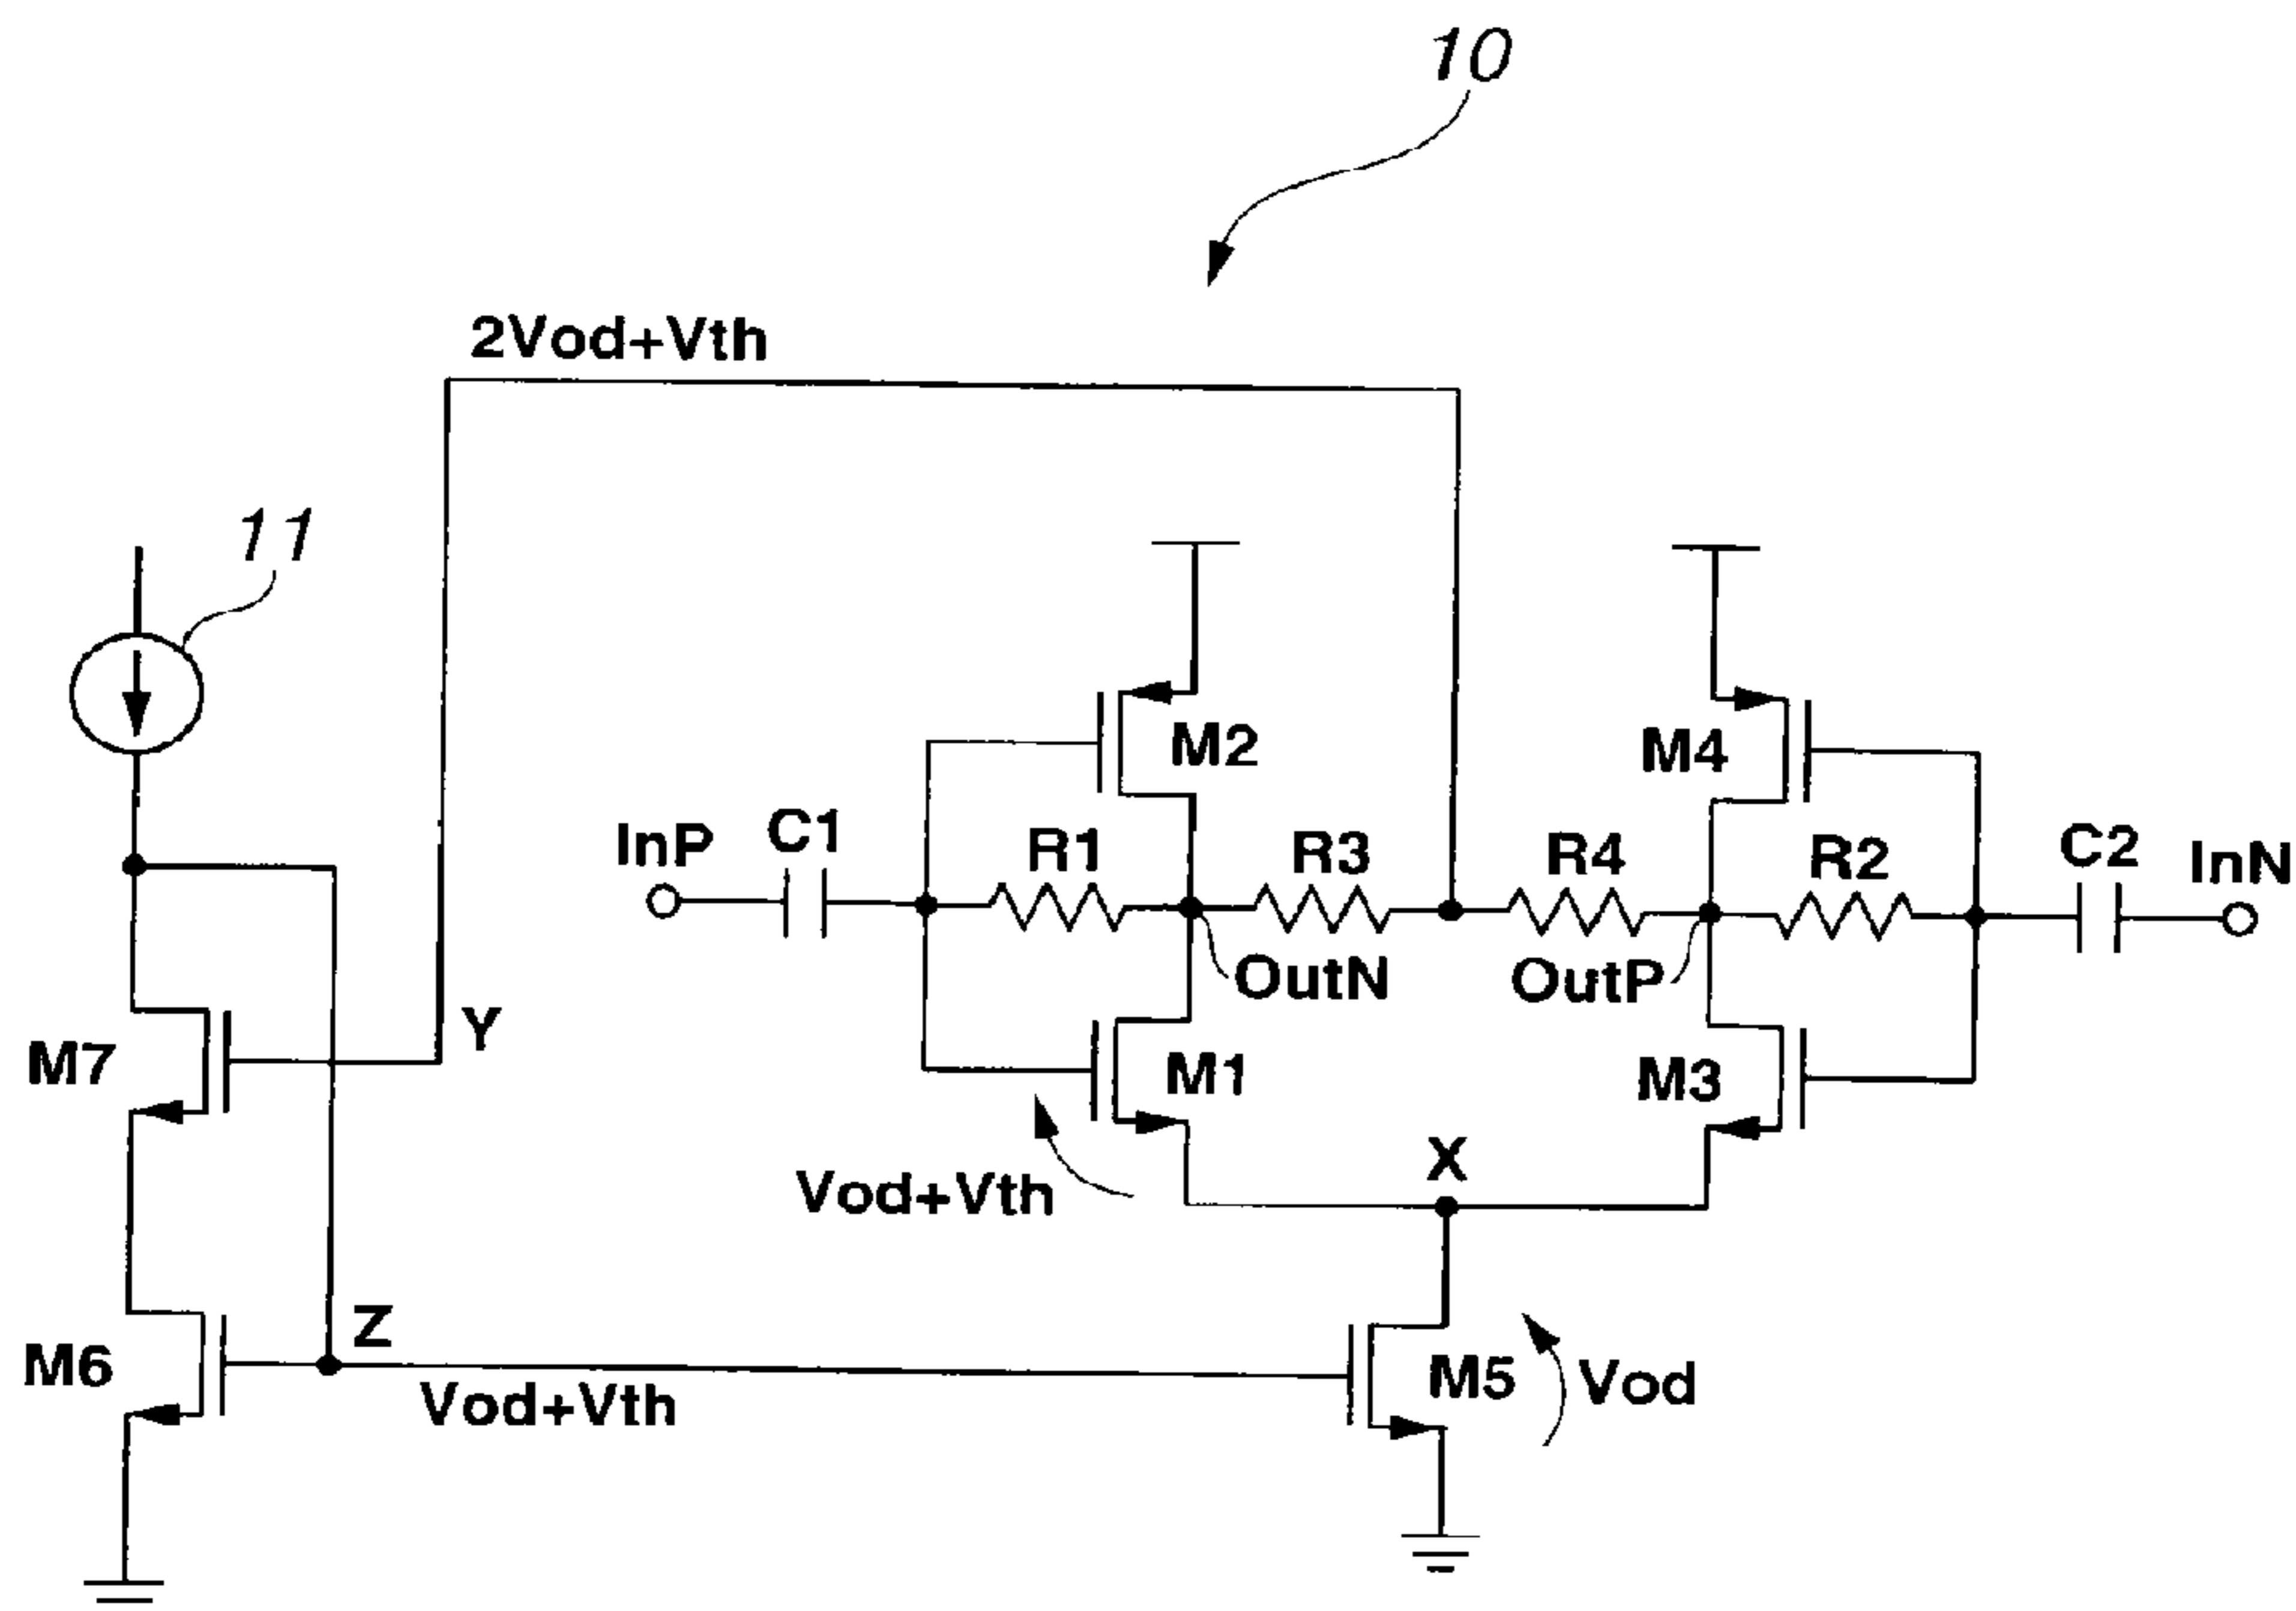 10
2Vod+Vth
11
M2
M4
InP
C1
R1
R3
R4
R2
C2
InN
OutN
OutP
Y
M7
M1
M3
X
Vod+Vth
Z
M6
Vod+Vth
M5
Vod